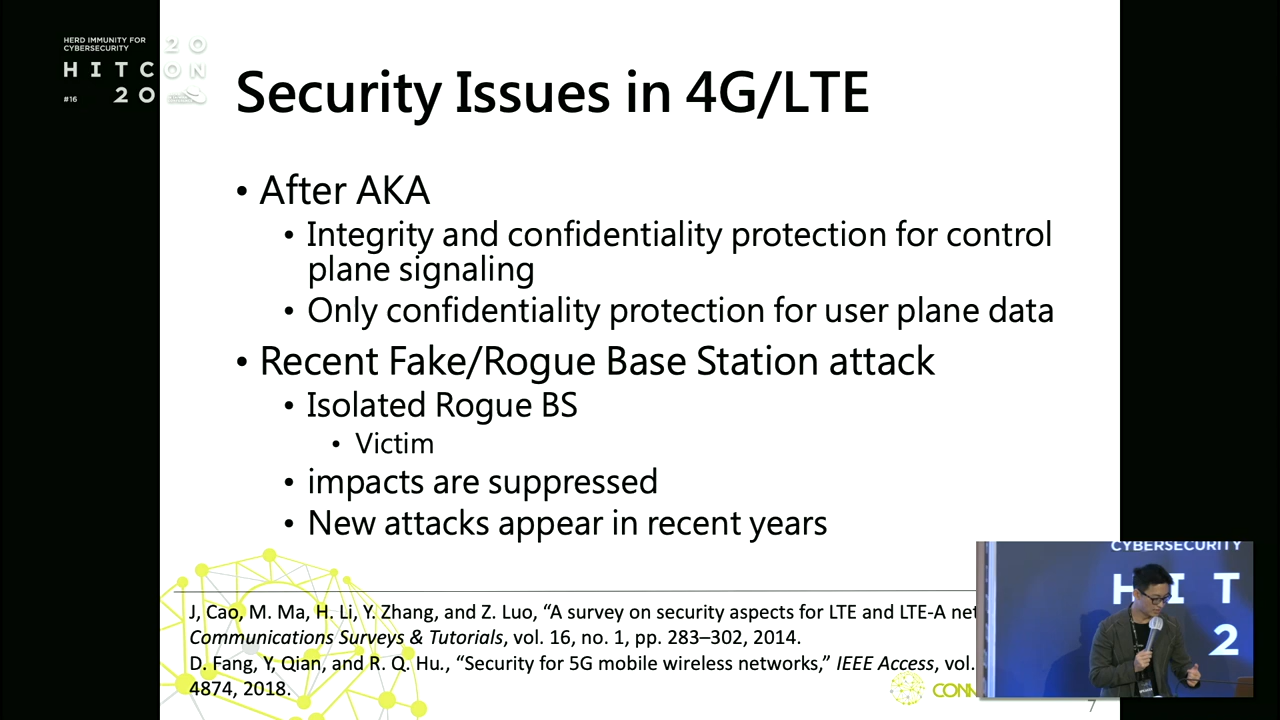 HERD IMMUNITY FOR
CYBERSECURITY
20
HITCON
#16
20
Security Issues in 4G/LTE
• After AKA
• Integrity and confidentiality protection for control
plane signaling
• Only confidentiality protection for user plane data
• Recent Fake/Rogue Base Station attack
• Isolated Rogue BS
• Victim
• impacts are suppressed
• New attacks appear in recent years
J, Cao, M. Ma, H. Li, Y. Zhang, and Z. Luo, “A survey on security aspects for LTE and LTE-A
Communications Surveys & Tutorials, vol. 16, no. 1, pp. 283–302, 2014.
D. Fang, Y, Qian, and R. Q. Hu., “Security for 5G mobile wireless networks,” IEEE Access, vol.
4874, 2018.
7
CYBERSECURITY
HIT
2